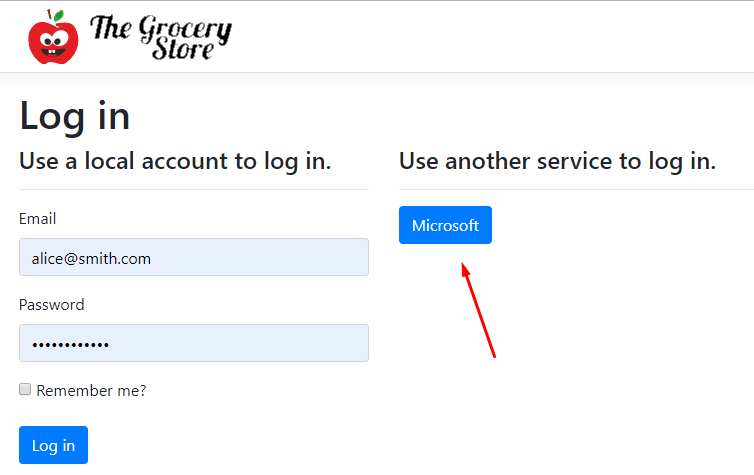 The Grocery
Store
Log in
Use a local account to log in.
Email
alice@smith.com
Password
••••••••••••
Remember me?
Log in
Use another service to log in.
Microsoft